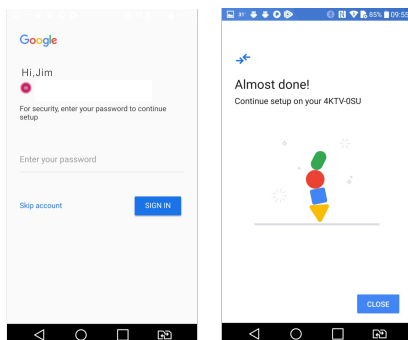 Google
Hi,Jim
For security, enter your password to continue
setup
Enter your password
Skip account
SIGN IN
31° 85% 09:55
Almost done!
Continue setup on your 4KTV-0SU
CLOSE